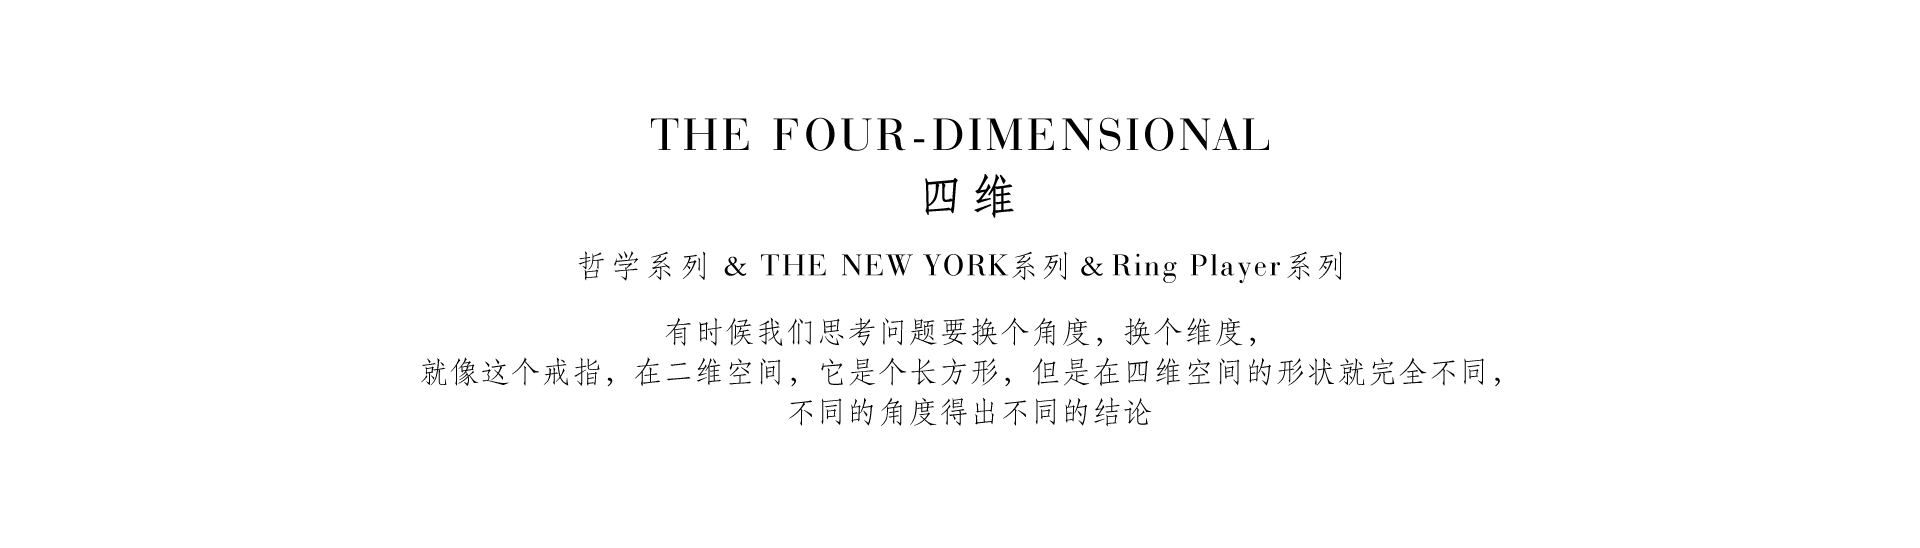 THE FOUR-DIMENSIONAL
四维
哲学系列 & THE NEW YORK系列 & Ring Player系列
有时候我们思考问题要换个角度，换个维度，
就像这个戒指，在二维空间，它是个长方形，但是在四维空间的形状就完全不同，
不同的角度得出不同的结论